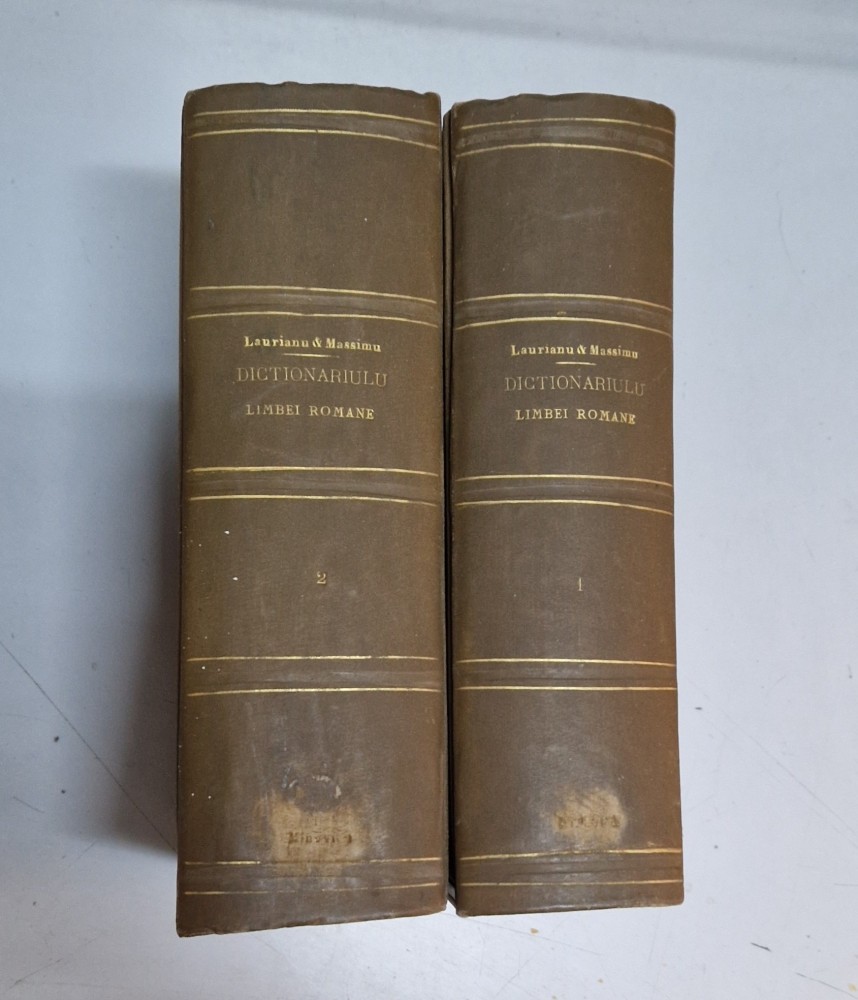 Laurianu & Massimu
DICTIONARIULU
LIMBEI ROMANE
2
Laurianu & Massimu
DICTIONARIULU
LIMBEI ROMANE
1